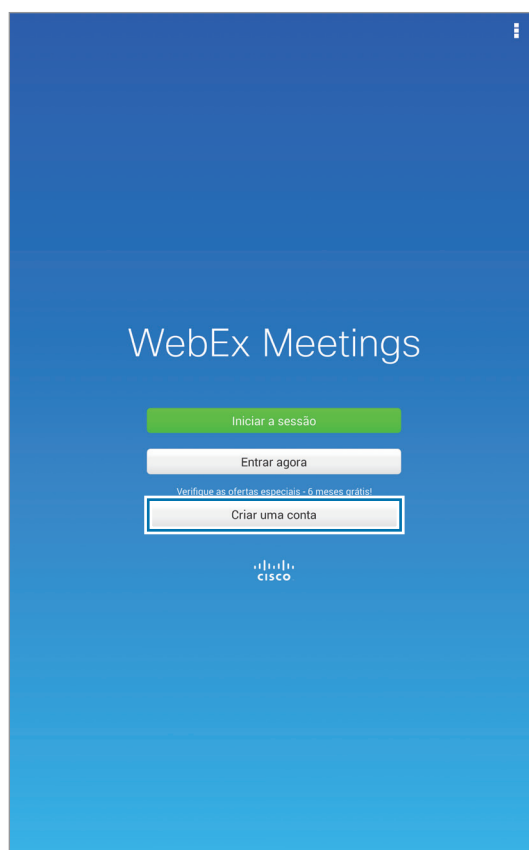 WebEx Meetings
Iniciar a sessão
Entrar agora
Verifique as ofertas especiais - 6 meses grátis!
Criar uma conta
CISCO